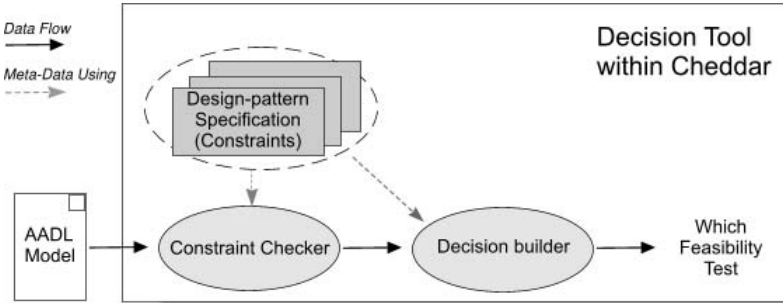 Data Flow
Meta-Data Using
Decision Tool
within Cheddar
Design-pattern
Specification
(Constraints)
AADL
Model
Constraint Checker
Decision builder
Which
Feasibility
Test